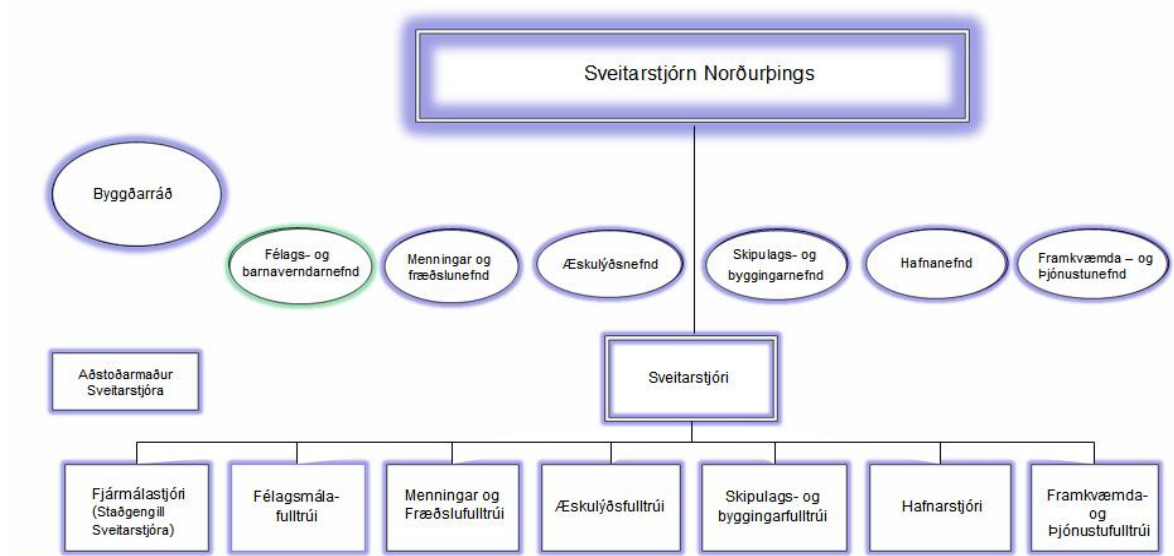 Sveitarstjórn Norðurþings
Byggðarráð
Félags- og
barnaverndarnefnd
Menningar og
fræðslunefnd
Æskulýðsnefnd
Skipulags- og
byggingarnefnd
Hafnanefnd
Framkvæmda – og
Þjónustunefnd
Aðstoðarmaður
Sveitarstjóra
Sveitarstjóri
Fjármálastjóri
(Staðgengill
Sveitarstjóra)
Félagsmála-
fulltrúi
Menningar og
Fræðslufulltrúi
Æskulýðsfulltrúi
Skipulags- og
byggingarfulltrúi
Hafnarstjóri
Framkvæmda-
og
Þjónustufulltrúi